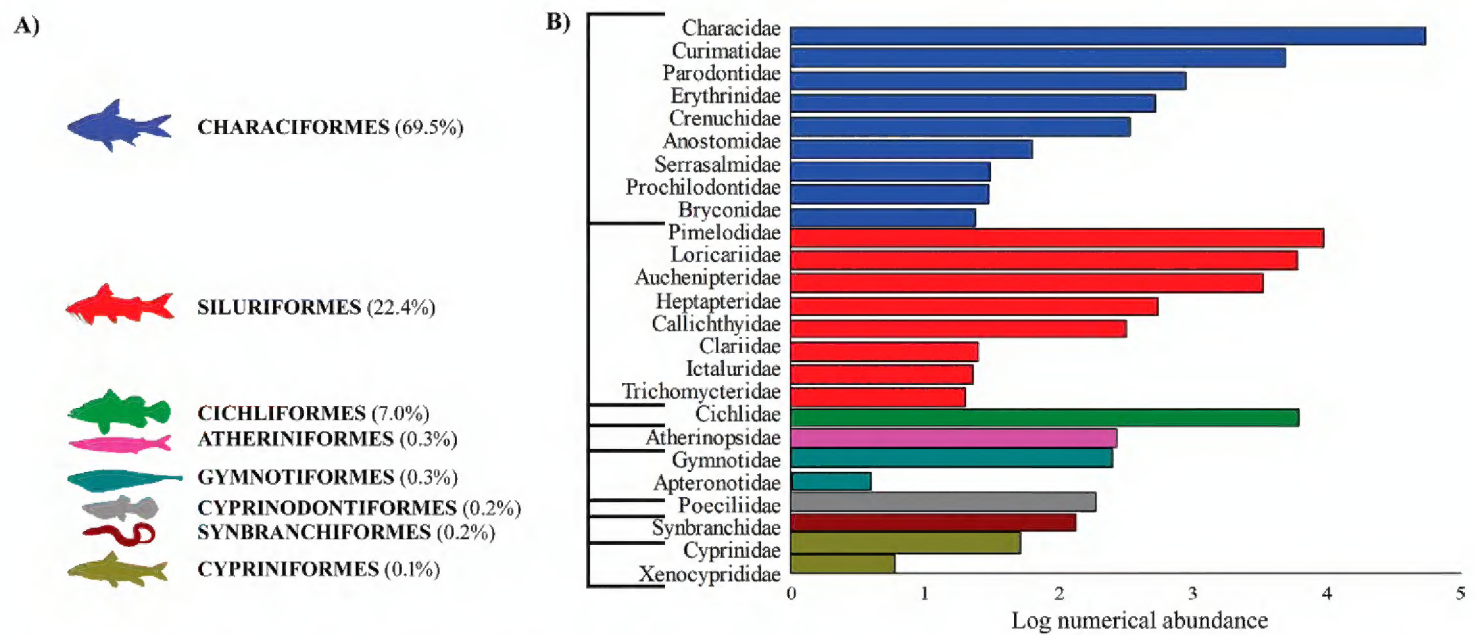 A)
CHARACIFORMES (69.5%)
SILURIFORMES (22.4%)
CICHLIFORMES (7.0%)
ATHERINIFORMES (0.3%)
GYMNOTIFORMES (0.3%)
CYPRINODONTIFORMES (0.2%)
SYNBRANCHIFORMES (0.2%)
CYPRINIFORMES (0.1%)
B)
Characidae
Curimatidae
Parodontidae
Erythrinidae
Crenuchidae
Anostomidae
Serrasalmidae
Prochilodontidae
Bryconidae
Pimelodidae
Loricariidae
Auchenipteridae
Heptapteridae
Callichthyidae
Clariidae
Ictaluridae
Trichomycteridae
Cichlidae
Atherinopsidae
Gymnotidae
Apteronotidae
Poeciliidae
Synbranchidae
Cyprinidae
Xenocyprididae
0 1 2 3 4 5
Log numerical abundance